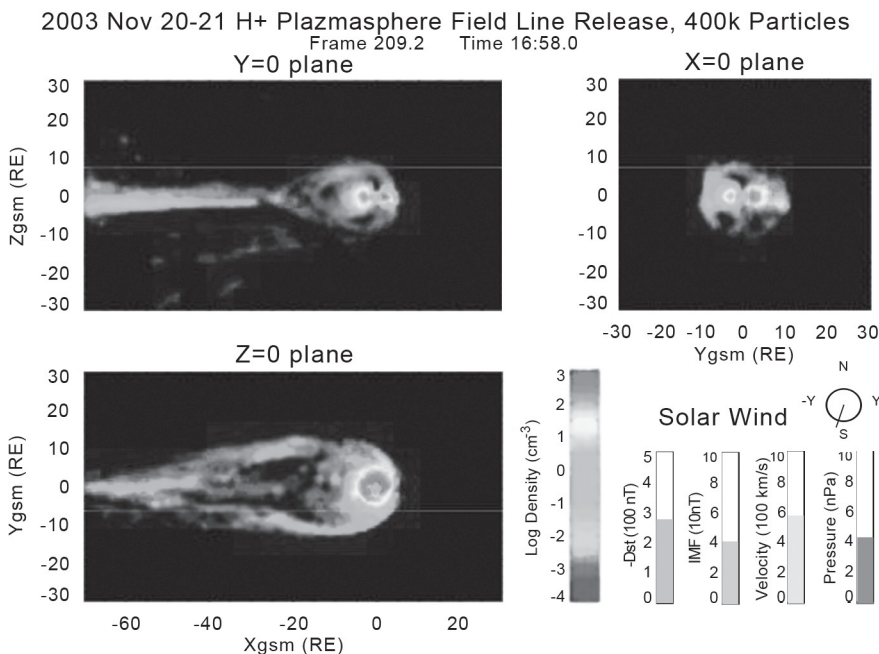 2003 Nov 20-21 H+ Plazmasphere Field Line Release, 400k Particles
Frame 209.2 Time 16:58.0
Y=0 plane
X=0 plane
Zgsm (RE)
30
20
10
0
-10
-20
-30
30
20
10
0
-10
-20
-30
-30 -20 -10 0 10 20 30
Ygsm (RE)
Z=0 plane
Ygsm (RE)
30
20
10
0
-10
-20
-30
-60 -40 -20 0 20
Xgsm (RE)
Log Density (cm-3)
3
2
1
0
-1
-2
-3
-4
Solar Wind
N
-Y Y
S
-Dst (100 nT)
5
4
3
2
1
0
IMF (10nT)
10
8
6
4
2
0
Velocity (100 km/s)
10
8
6
4
2
0
Pressure (nPa)
10
8
6
4
2
0